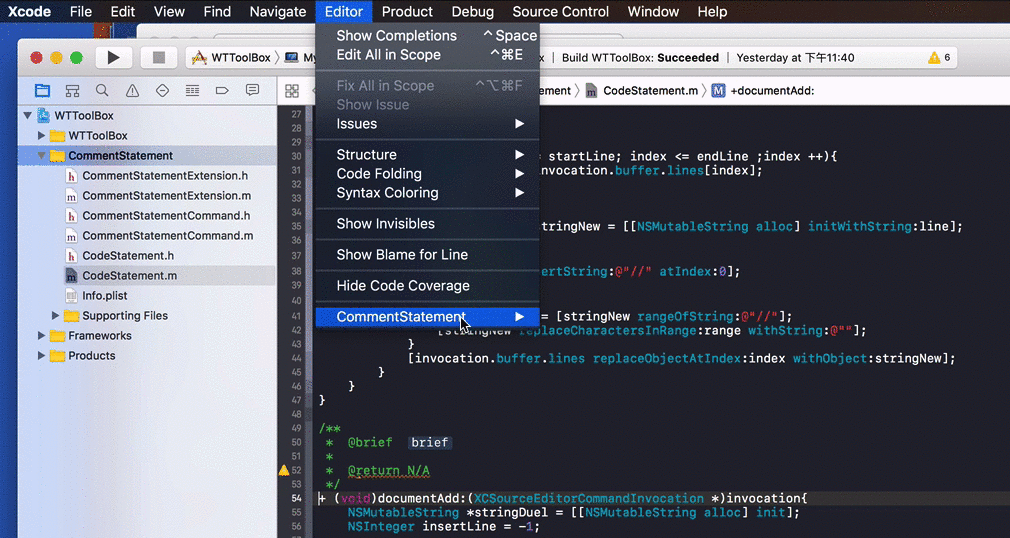 Xcode File Edit View Find Navigate Editor Product Debug Source Control Window Help
WTToolBox 〉 My
Build WTToolBox: Succeeded | Yesterday at 下午11:40
6
CodeStatement.m 〉 M +documentAdd:
WTToolBox
WTToolBox
CommentStatement
h CommentStatementExtension.h
m CommentStatementExtension.m
h CommentStatementCommand.h
m CommentStatementCommand.m
h CodeStatement.h
m CodeStatement.m
Info.plist
Supporting Files
Frameworks
Products
Show Completions ^ Space
Edit All in Scope ^⌘E
Fix All in Scope ^⌥⌘F
Show Issue
Issues
Structure
Code Folding
Syntax Coloring
Show Invisibles
Show Blame for Line
Hide Code Coverage
CommentStatement
27
28
29
30 = startLine; index <= endLine ;index ++){
31 nvocation.buffer.lines[index];
32
33
34
35 tringNew = [[NSMutableString alloc] initWithString:line];
36
37
38 ertString:@"//" atIndex:0];
39
40
41 = [stringNew rangeOfString:@"//"];
42 [stringNew replaceCharactersInRange:range withString:@""];
43 }
44 [invocation.buffer.lines replaceObjectAtIndex:index withObject:stringNew];
45 }
46 }
47 }
48
49 /**
50 * @brief brief
51 *
52 * @return N/A
53 */
54 + (void)documentAdd:(XCSourceEditorCommandInvocation *)invocation{
55 NSMutableString *stringDuel = [[NSMutableString alloc] init];
56 NSInteger insertLine = -1;